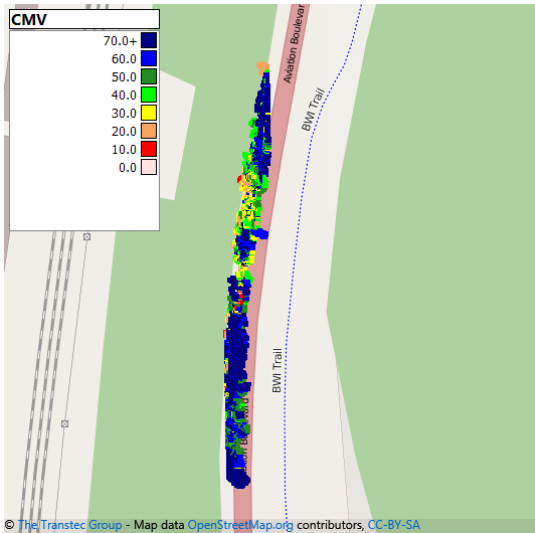 CMV
70.0+
60.0
50.0
40.0
30.0
20.0
10.0
0.0
Aviation Boulevar
BWI Trail
BWI Trail
© The Transtec Group - Map data OpenStreetMap.org contributors, CC-BY-SA